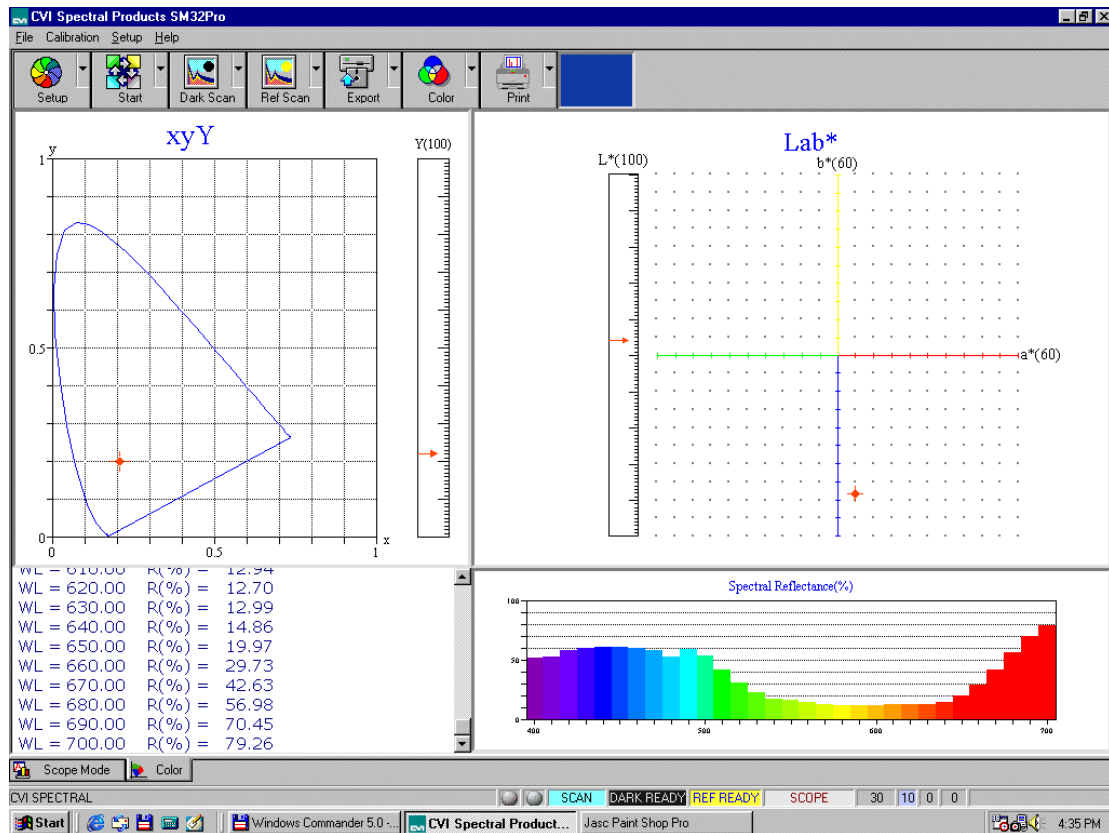 CVI Spectral Products SM32Pro
File Calibration Setup Help
Setup Start Dark Scan Ref Scan Export Color Print
xyY
Y(100)
y
1
0.5
0
0 0.5 1 x
Lab*
L*(100)
b*(60)
a*(60)
WL = 610.00 R(%) = 12.94
WL = 620.00 R(%) = 12.70
WL = 630.00 R(%) = 12.99
WL = 640.00 R(%) = 14.86
WL = 650.00 R(%) = 19.97
WL = 660.00 R(%) = 29.73
WL = 670.00 R(%) = 42.63
WL = 680.00 R(%) = 56.98
WL = 690.00 R(%) = 70.45
WL = 700.00 R(%) = 79.26
Spectral Reflectance(%)
100
50
0
400 500 600 700
Scope Mode Color
CVI SPECTRAL SCAN DARK READY REF READY SCOPE 30 10 0 0
Start Windows Commander 5.0 -... CVI Spectral Product... Jasc Paint Shop Pro 4:35 PM